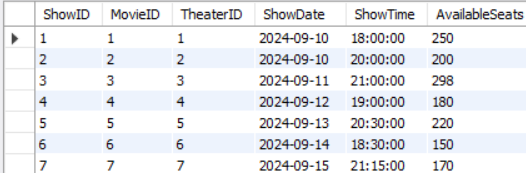 ShowID MovieID TheaterID ShowDate ShowTime AvailableSeats
1 1 1 2024-09-10 18:00:00 250
2 2 2 2024-09-10 20:00:00 200
3 3 3 2024-09-11 21:00:00 298
4 4 4 2024-09-12 19:00:00 180
5 5 5 2024-09-13 20:30:00 220
6 6 6 2024-09-14 18:30:00 150
7 7 7 2024-09-15 21:15:00 170